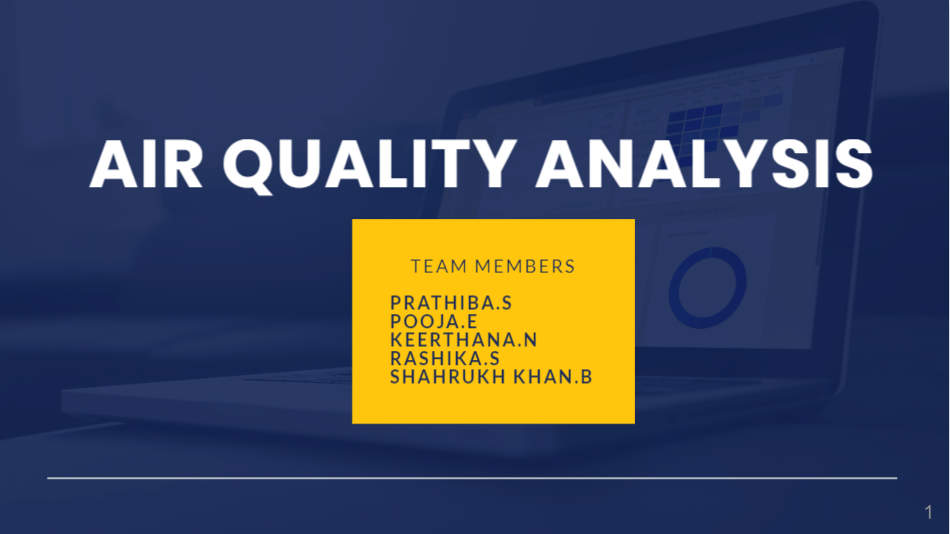 AIR QUALITY ANALYSIS
TEAM MEMBERS
PRATHIBA.S
POOJA.E
KEERTHANA.N
RASHIKA.S
SHAHRUKH KHAN.B
1